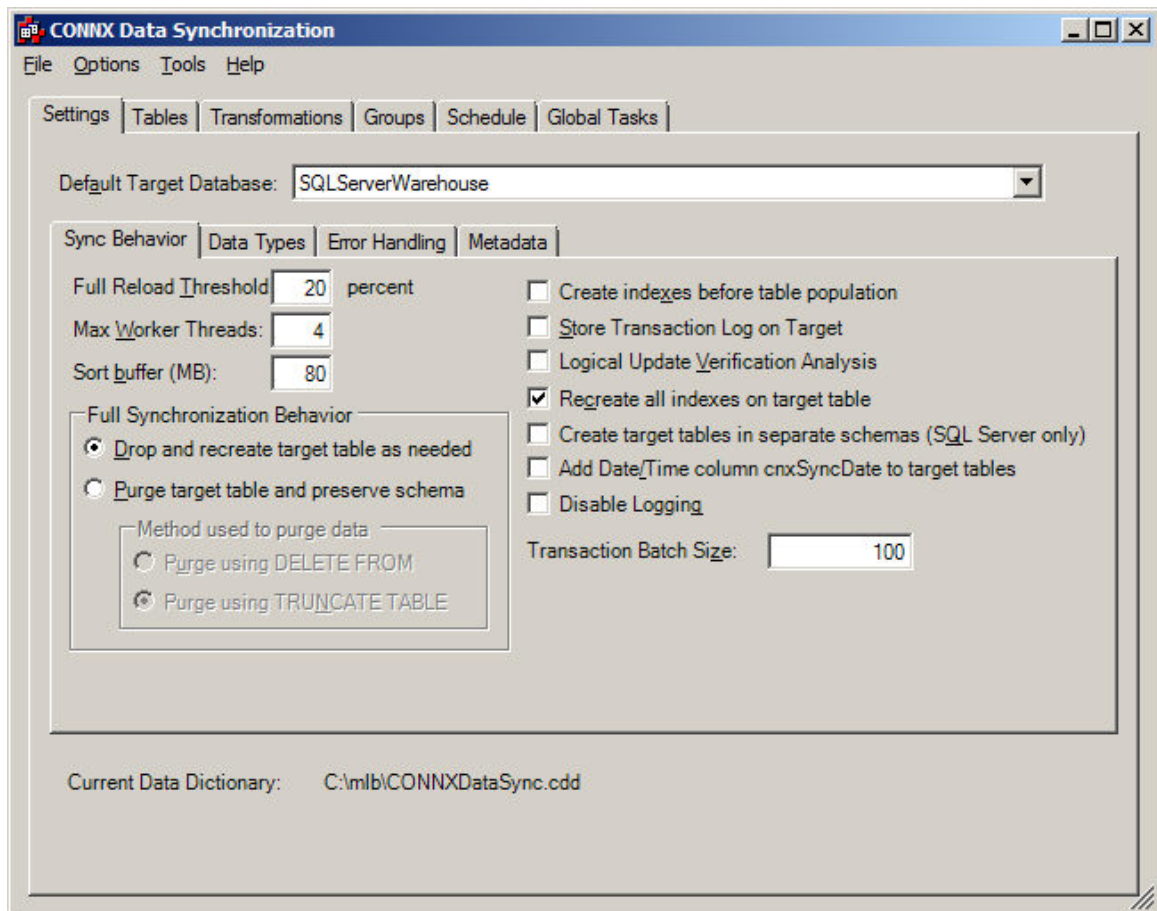 CONNX Data Synchronization
File Options Tools Help
Settings Tables Transformations Groups Schedule Global Tasks
Default Target Database: SQLServerWarehouse
Sync Behavior Data Types Error Handling Metadata
Full Reload Threshold 20 percent
Max Worker Threads: 4
Sort buffer (MB): 80
Full Synchronization Behavior
Drop and recreate target table as needed
Purge target table and preserve schema
Method used to purge data
Purge using DELETE FROM
Purge using TRUNCATE TABLE
Create indexes before table population
Store Transaction Log on Target
Logical Update Verification Analysis
Recreate all indexes on target table
Create target tables in separate schemas (SQL Server only)
Add Date/Time column cnxSyncDate to target tables
Disable Logging
Transaction Batch Size: 100
Current Data Dictionary: C:\mlb\CONNXDataSync.cdd